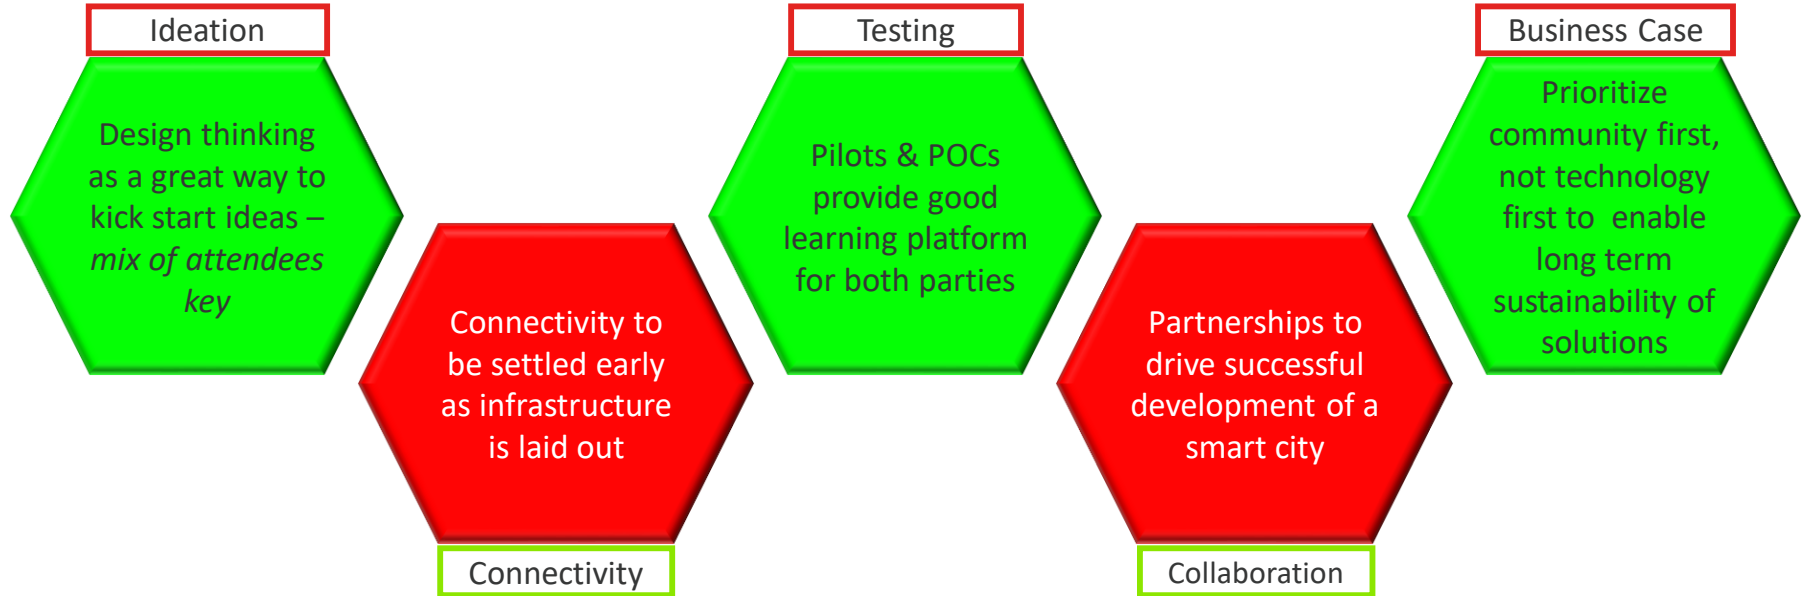 Ideation
Design thinking
as a great way to
kick start ideas –
mix of attendees
key
Connectivity to
be settled early
as infrastructure
is laid out
Connectivity
Testing
Pilots & POCs
provide good
learning platform
for both parties
Partnerships to
drive successful
development of a
smart city
Collaboration
Business Case
Prioritize
community first,
not technology
first to  enable
long term
sustainability of
solutions